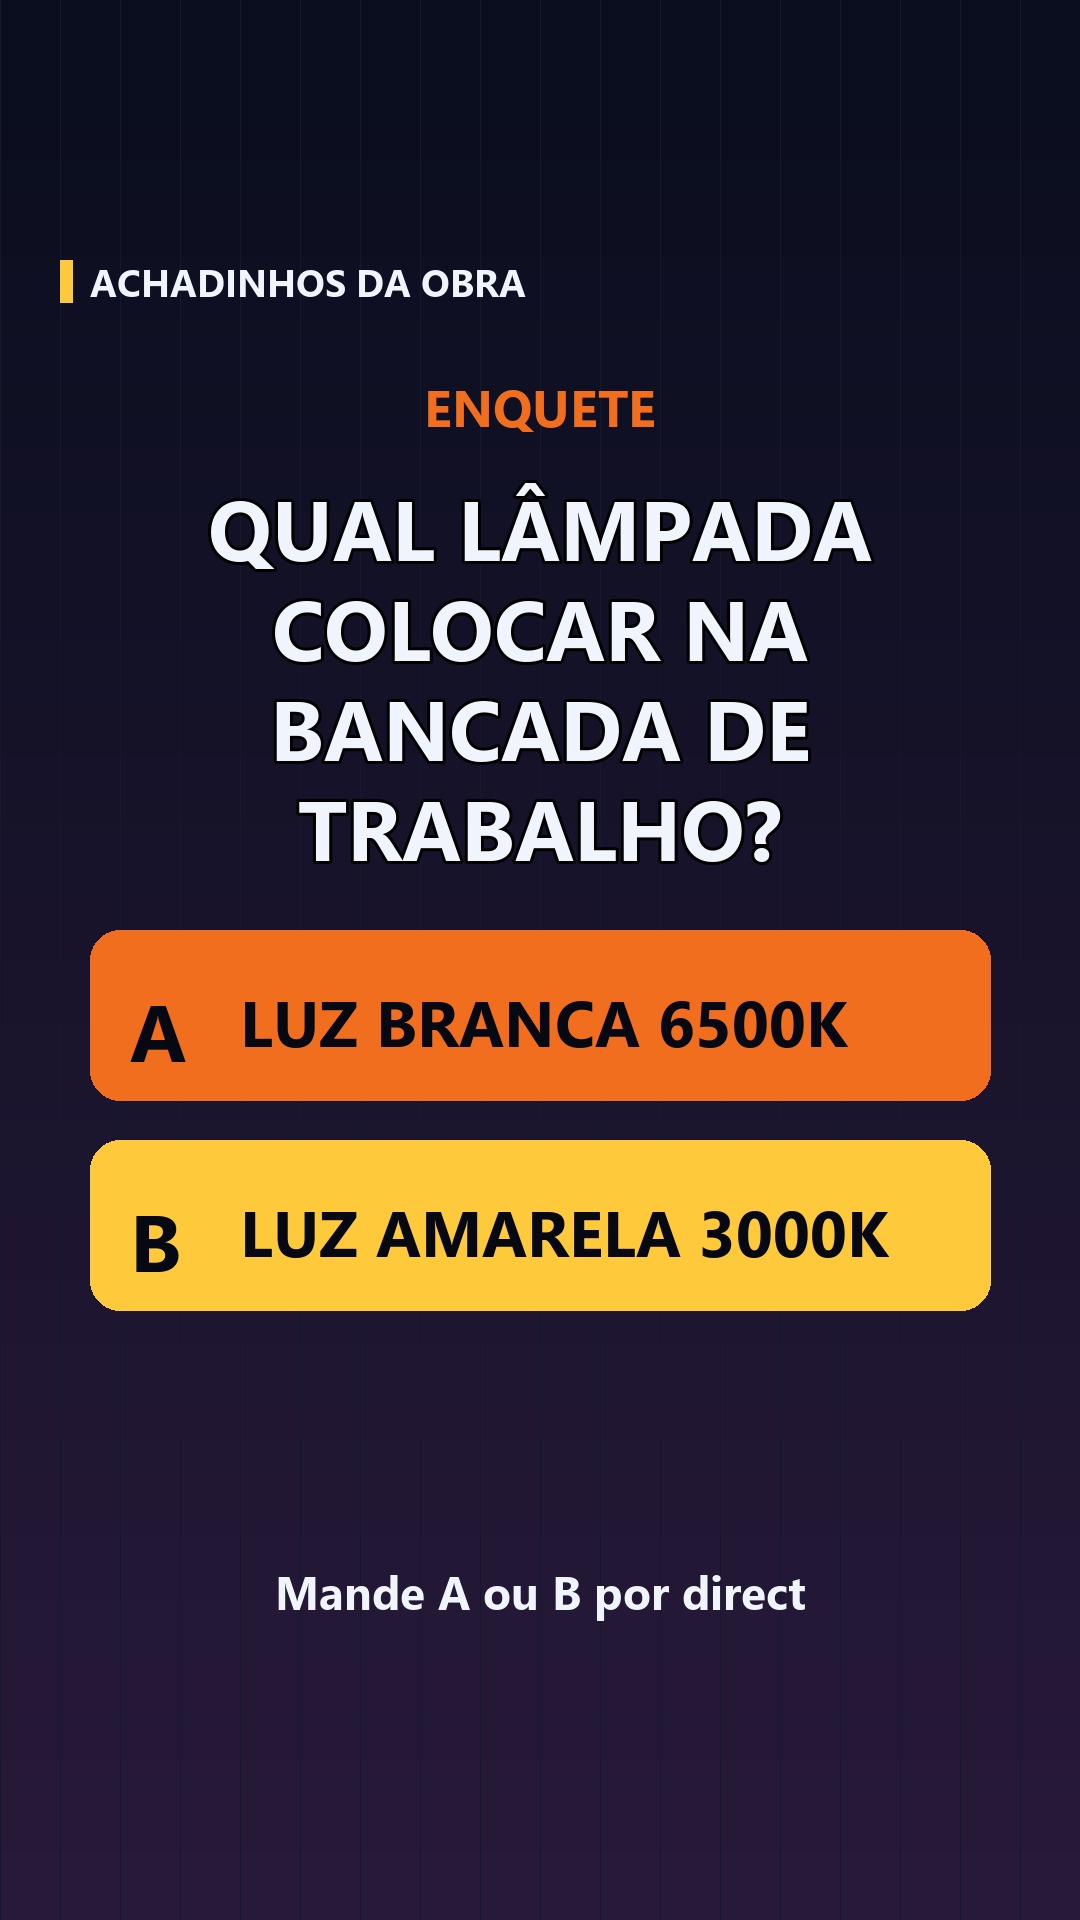 ACHADINHOS DA OBRA
ENQUETE
QUAL LÂMPADA
COLOCAR NA
BANCADA DE
TRABALHO?
A LUZ BRANCA 6500K
B LUZ AMARELA 3000K
Mande A ou B por direct